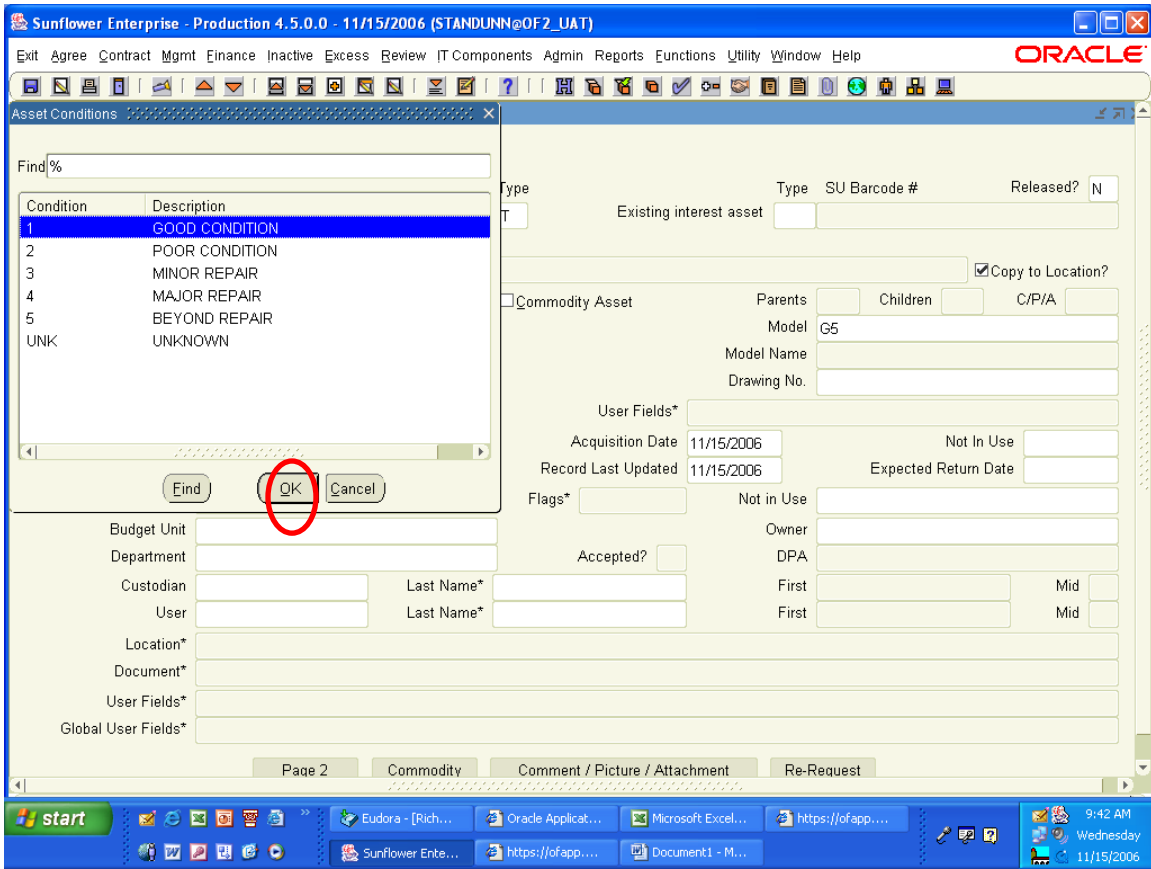 Sunflower Enterprise - Production 4.5.0.0 - 11/15/2006 (STANDUNN@OF2_UAT)
Exit Agree Contract Mgmt Finance Inactive Excess Review IT Components Admin Reports Functions Utility Window Help
ORACLE
Asset Conditions
Find %
Condition Description
1 GOOD CONDITION
2 POOR CONDITION
3 MINOR REPAIR
4 MAJOR REPAIR
5 BEYOND REPAIR
UNK UNKNOWN
Find OK Cancel
Type Type SU Barcode # Released? N
T Existing interest asset
Copy to Location?
Commodity Asset Parents Children C/P/A
Model G5
Model Name
Drawing No.
User Fields*
Acquisition Date 11/15/2006 Not In Use
Record Last Updated 11/15/2006 Expected Return Date
Flags* Not in Use
Budget Unit Owner
Department Accepted? DPA
Custodian Last Name* First Mid
User Last Name* First Mid
Location*
Document*
User Fields*
Global User Fields*
Page 2 Commodity Comment / Picture / Attachment Re-Request
start Eudora - [Rich... Oracle Applicat... Microsoft Excel... https://ofapp.... 9:42 AM
Wednesday
Sunflower Ente... https://ofapp.... Document1 - M... 11/15/2006